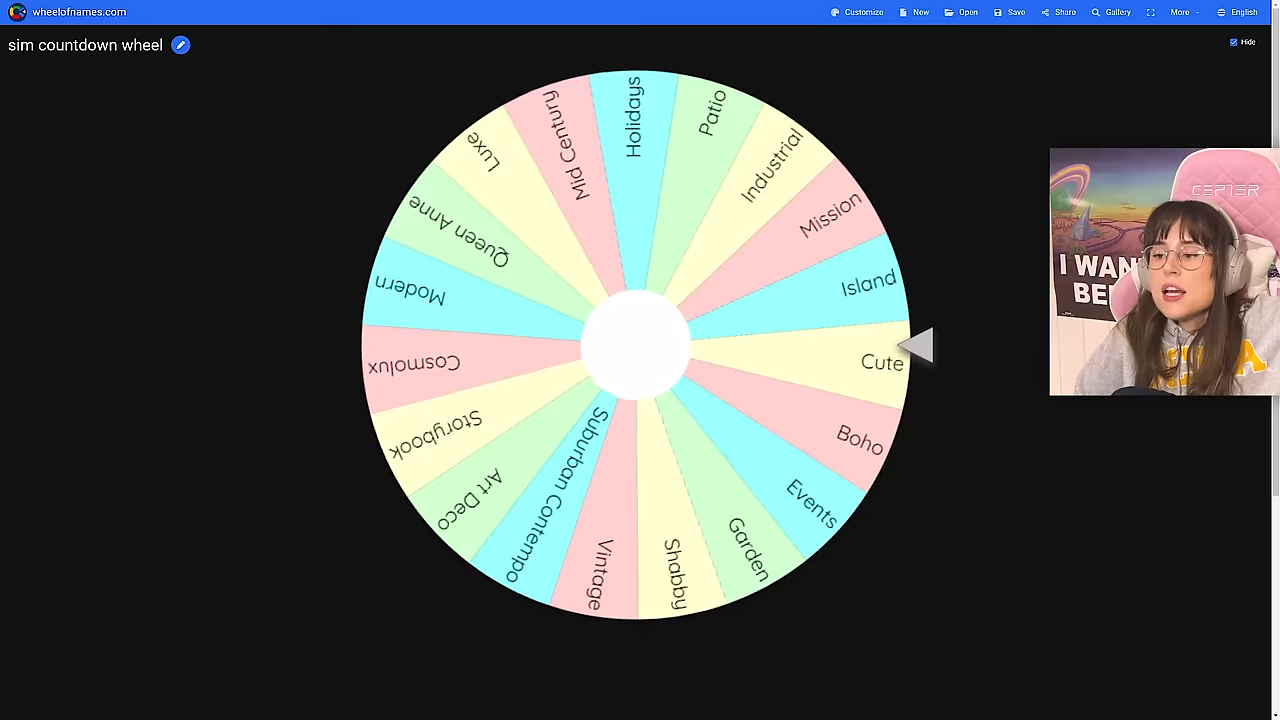 wheelofnames.com
Customize
New
Open
Save
Share
Gallery
More
English
sim countdown wheel
Hide
Holidays
Patio
Industrial
Mission
Island
Cute
Boho
Events
Garden
Shabby
Vintage
Suburban Contempo
Art Deco
Storybook
Cosmolux
Modern
Queen Anne
Luxe
Mid Century
CEPTER
I WAN
BE